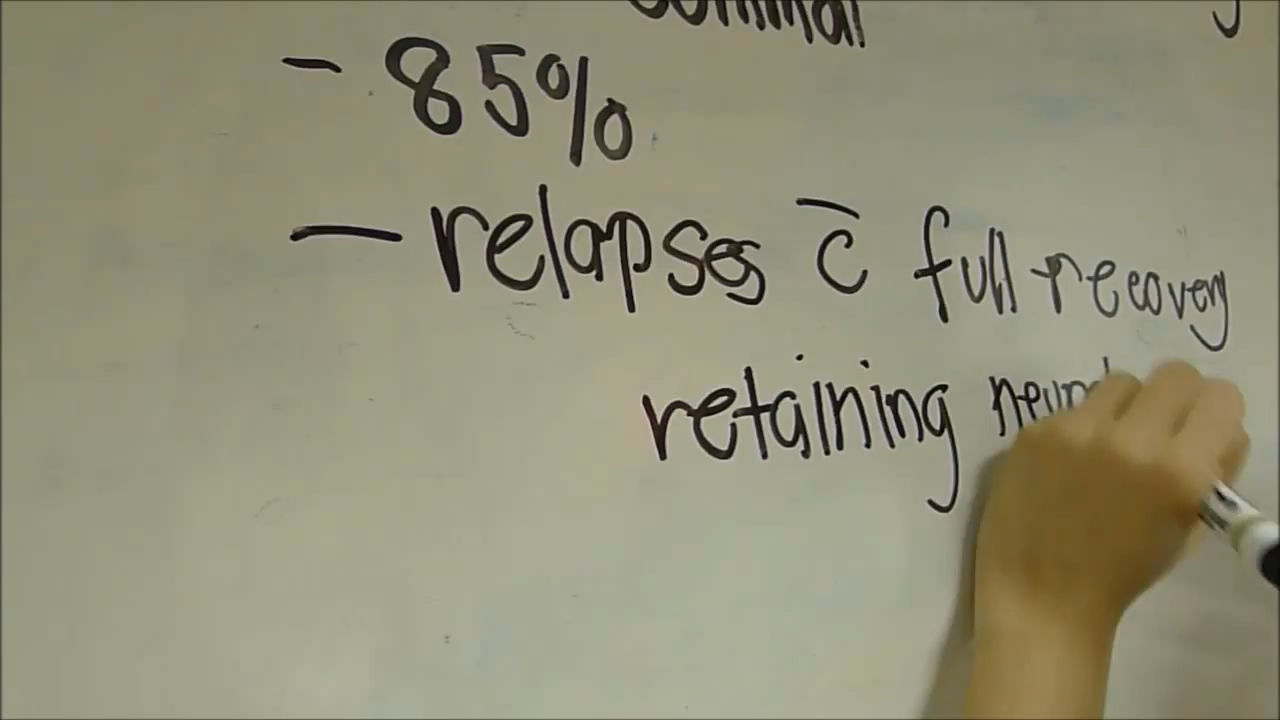 - 85%
- relapses c̄ full recovery
retaining